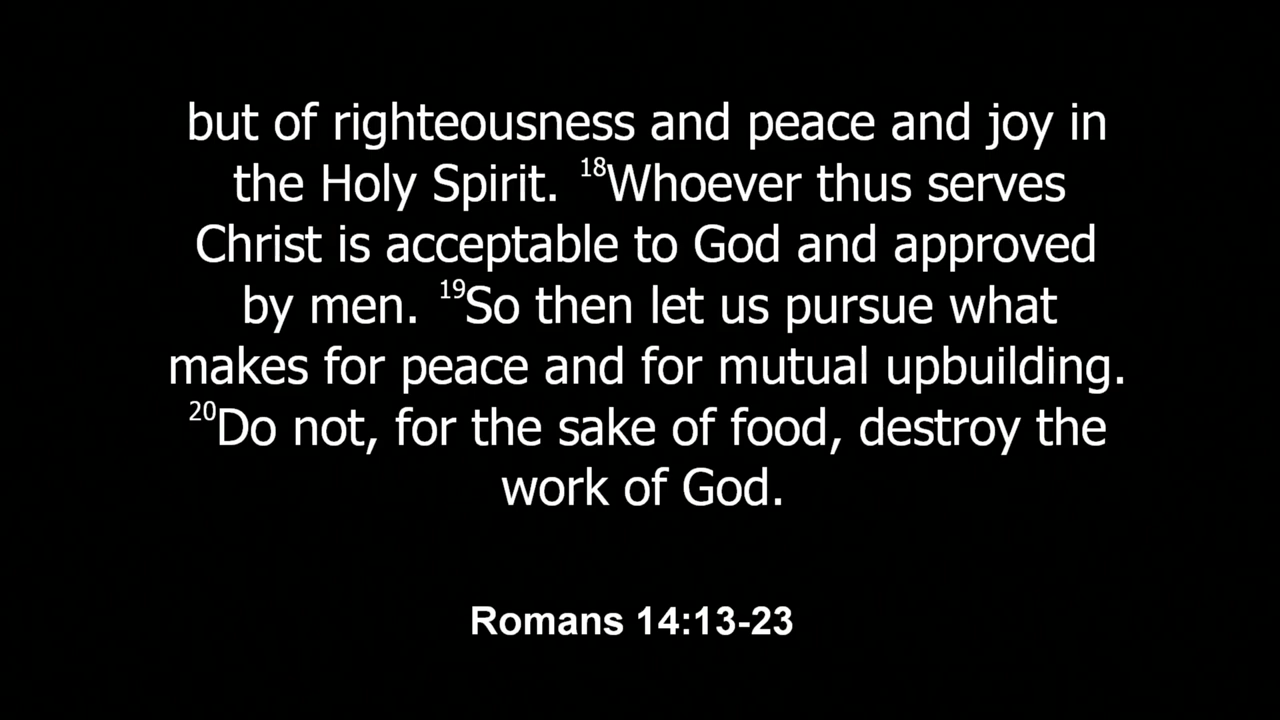 but of righteousness and peace and joy in
the Holy Spirit. 18Whoever thus serves
Christ is acceptable to God and approved
by men. 19So then let us pursue what
makes for peace and for mutual upbuilding.
20Do not, for the sake of food, destroy the
work of God.
Romans 14:13-23